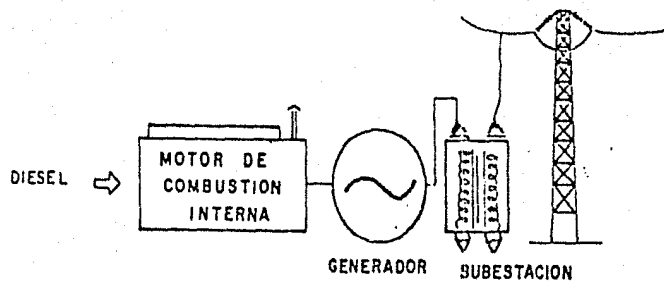 DIESEL
MOTOR DE
COMBUSTION
INTERNA
GENERADOR
SUBESTACION